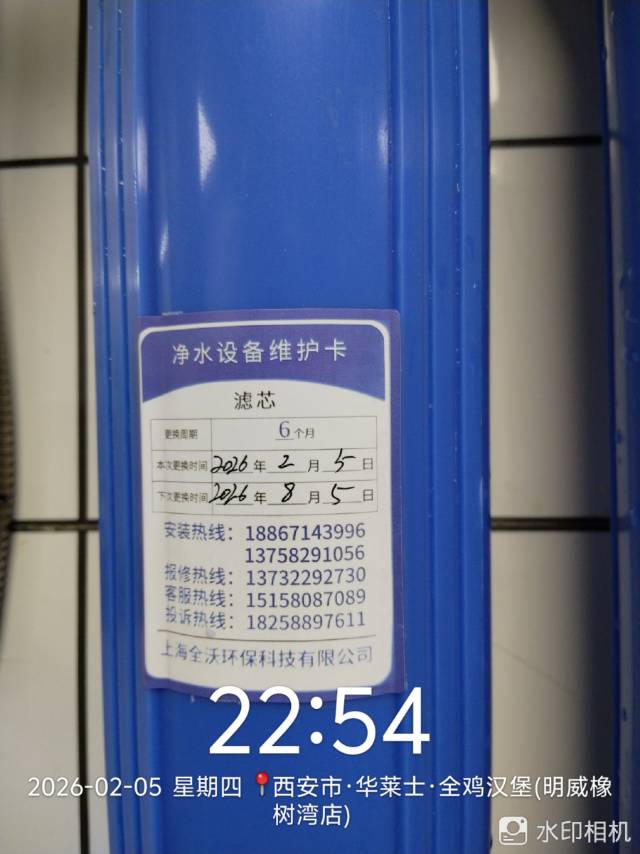 净水设备维护卡
滤芯
更换周期 6个月
本次更换时间 2026年 2月 5日
下次更换时间 2026年 8月 5日
安装热线：18867143996
13758291056
报修热线：13732292730
客服热线：15158087089
投诉热线：18258897611
上海全沃环保科技有限公司
22:54
2026-02-05 星期四 西安市·华莱士·全鸡汉堡(明威橡
树湾店)
水印相机